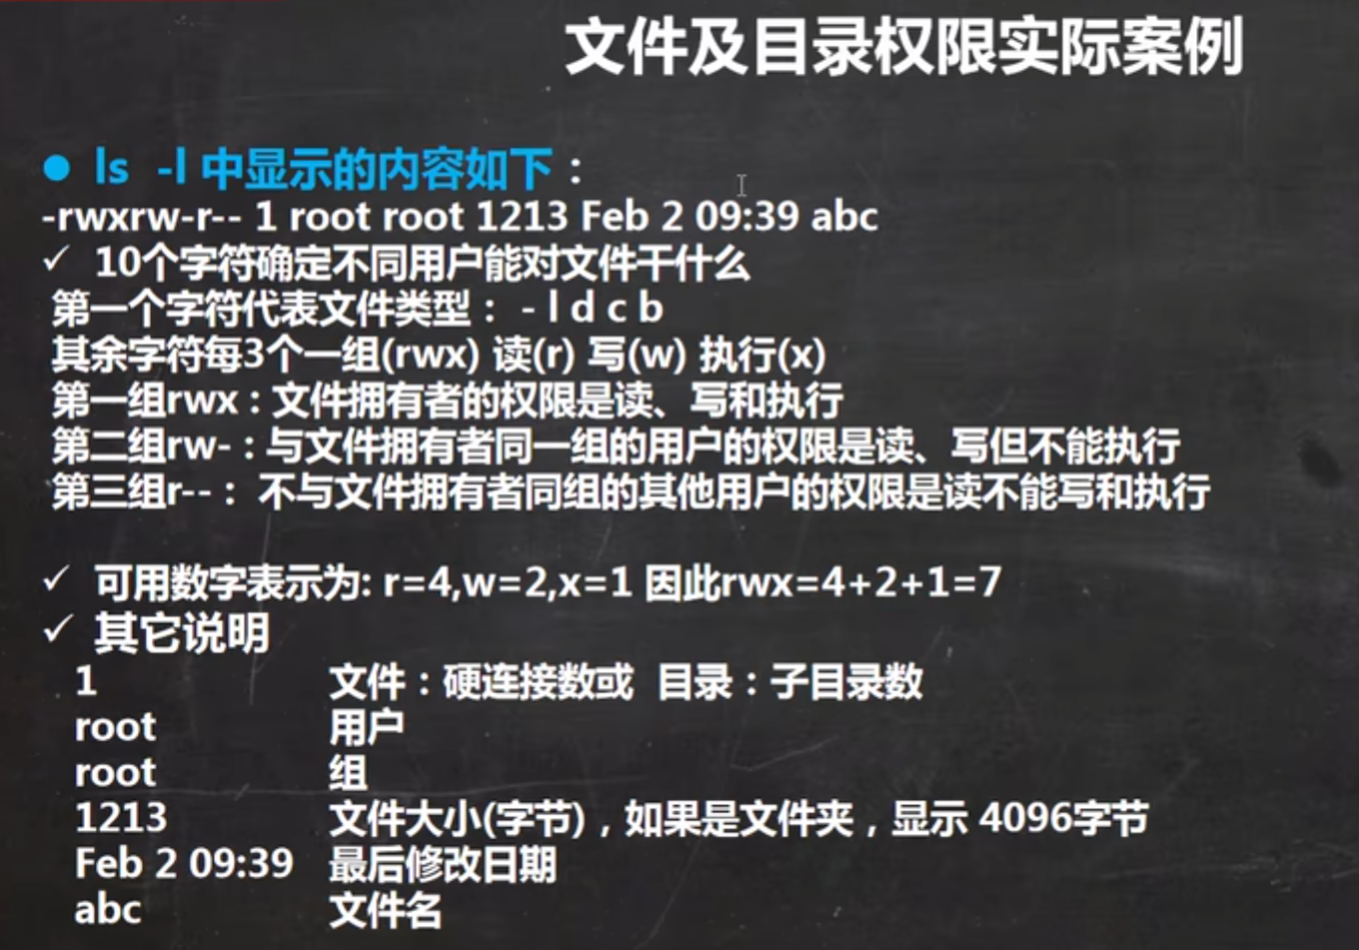 文件及目录权限实际案例
● ls -l 中显示的内容如下：
-rwxrw-r-- 1 root root 1213 Feb 2 09:39 abc
✓ 10个字符确定不同用户能对文件干什么
第一个字符代表文件类型： - l d c b
其余字符每3个一组(rwx) 读(r) 写(w) 执行(x)
第一组rwx : 文件拥有者的权限是读、写和执行
第二组rw- : 与文件拥有者同一组的用户的权限是读、写但不能执行
第三组r-- ： 不与文件拥有者同组的其他用户的权限是读不能写和执行
✓ 可用数字表示为: r=4,w=2,x=1 因此rwx=4+2+1=7
✓ 其它说明
1 文件：硬连接数或 目录：子目录数
root 用户
root 组
1213 文件大小(字节)，如果是文件夹，显示 4096字节
Feb 2 09:39 最后修改日期
abc 文件名